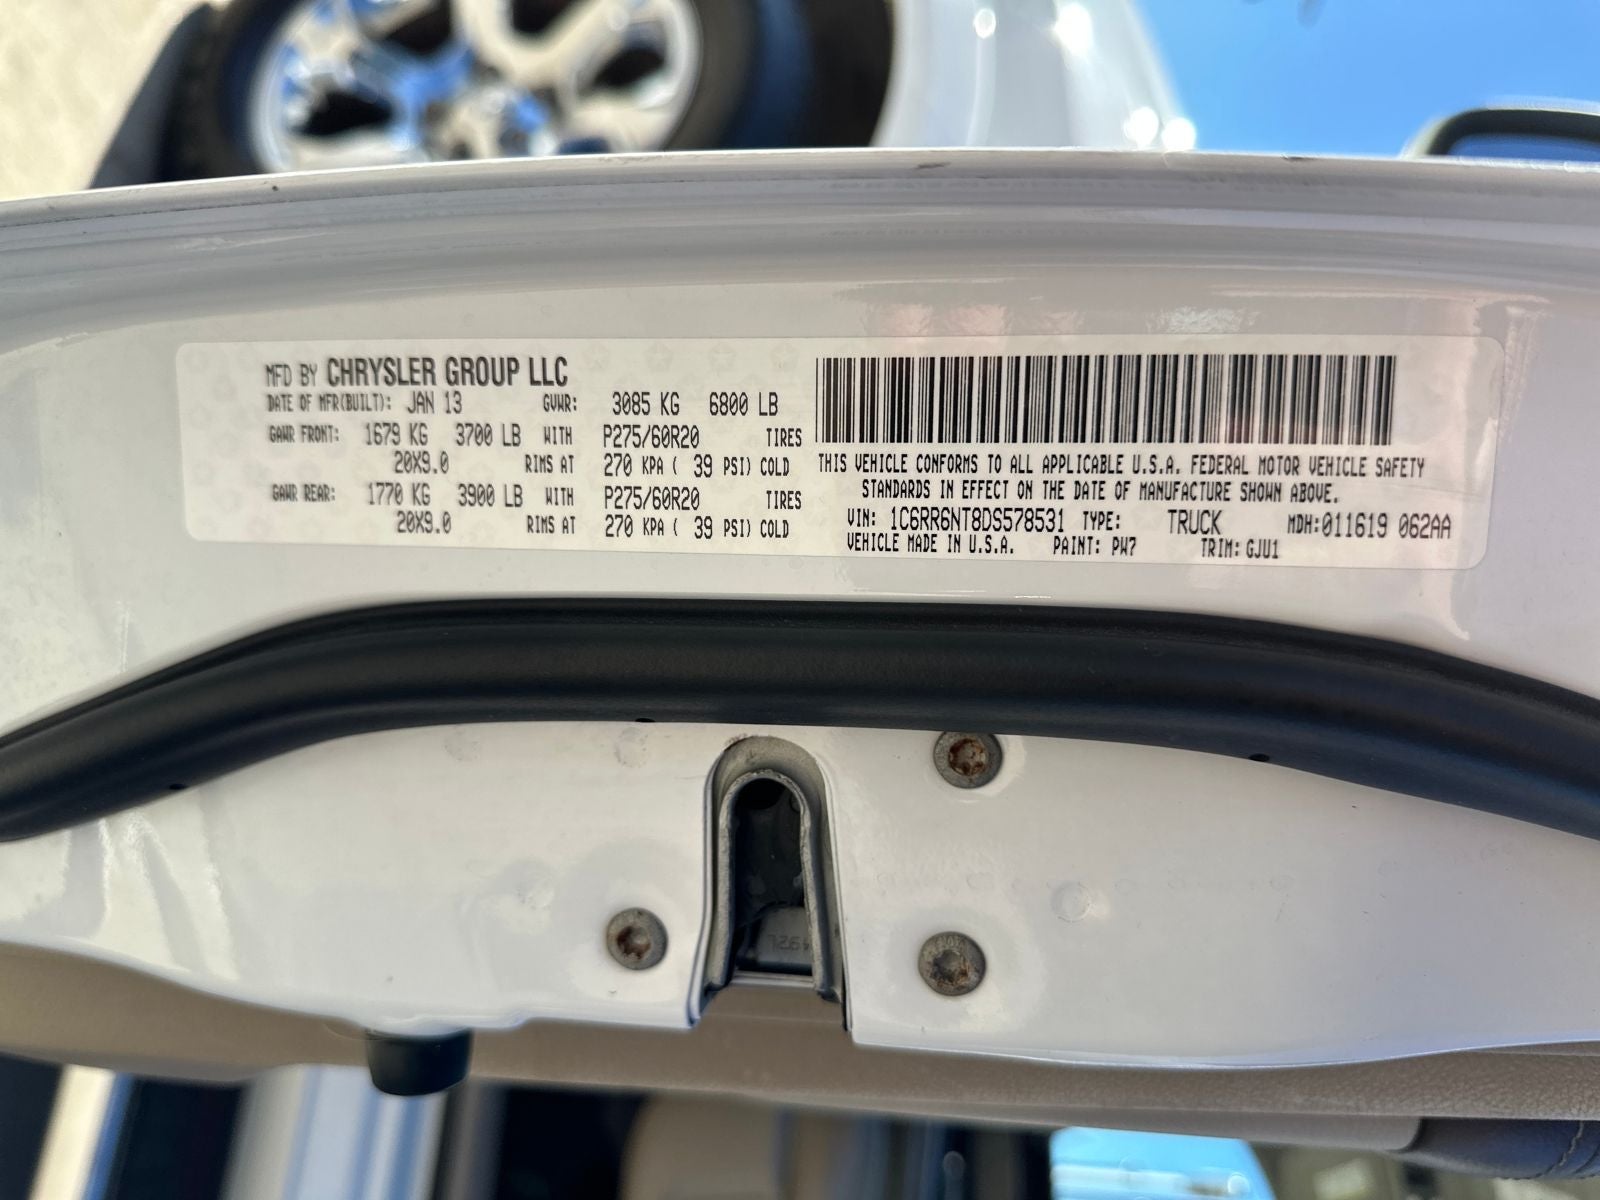 MFD BY CHRYSLER GROUP LLC
DATE OF MFR(BUILT): JAN 13 GVWR: 3085 KG 6800 LB
GAWR FRONT: 1679 KG 3700 LB WITH P275/60R20 TIRES
20X9.0 RIMS AT 270 KPA ( 39 PSI) COLD
GAWR REAR: 1770 KG 3900 LB WITH P275/60R20 TIRES
20X9.0 RIMS AT 270 KPA ( 39 PSI) COLD
THIS VEHICLE CONFORMS TO ALL APPLICABLE U.S.A. FEDERAL MOTOR VEHICLE SAFETY
STANDARDS IN EFFECT ON THE DATE OF MANUFACTURE SHOWN ABOVE.
VIN: 1C6RR6NT8DS578531 TYPE: TRUCK MDH:011619 062AA
VEHICLE MADE IN U.S.A. PAINT: PW7 TRIM: GJU1